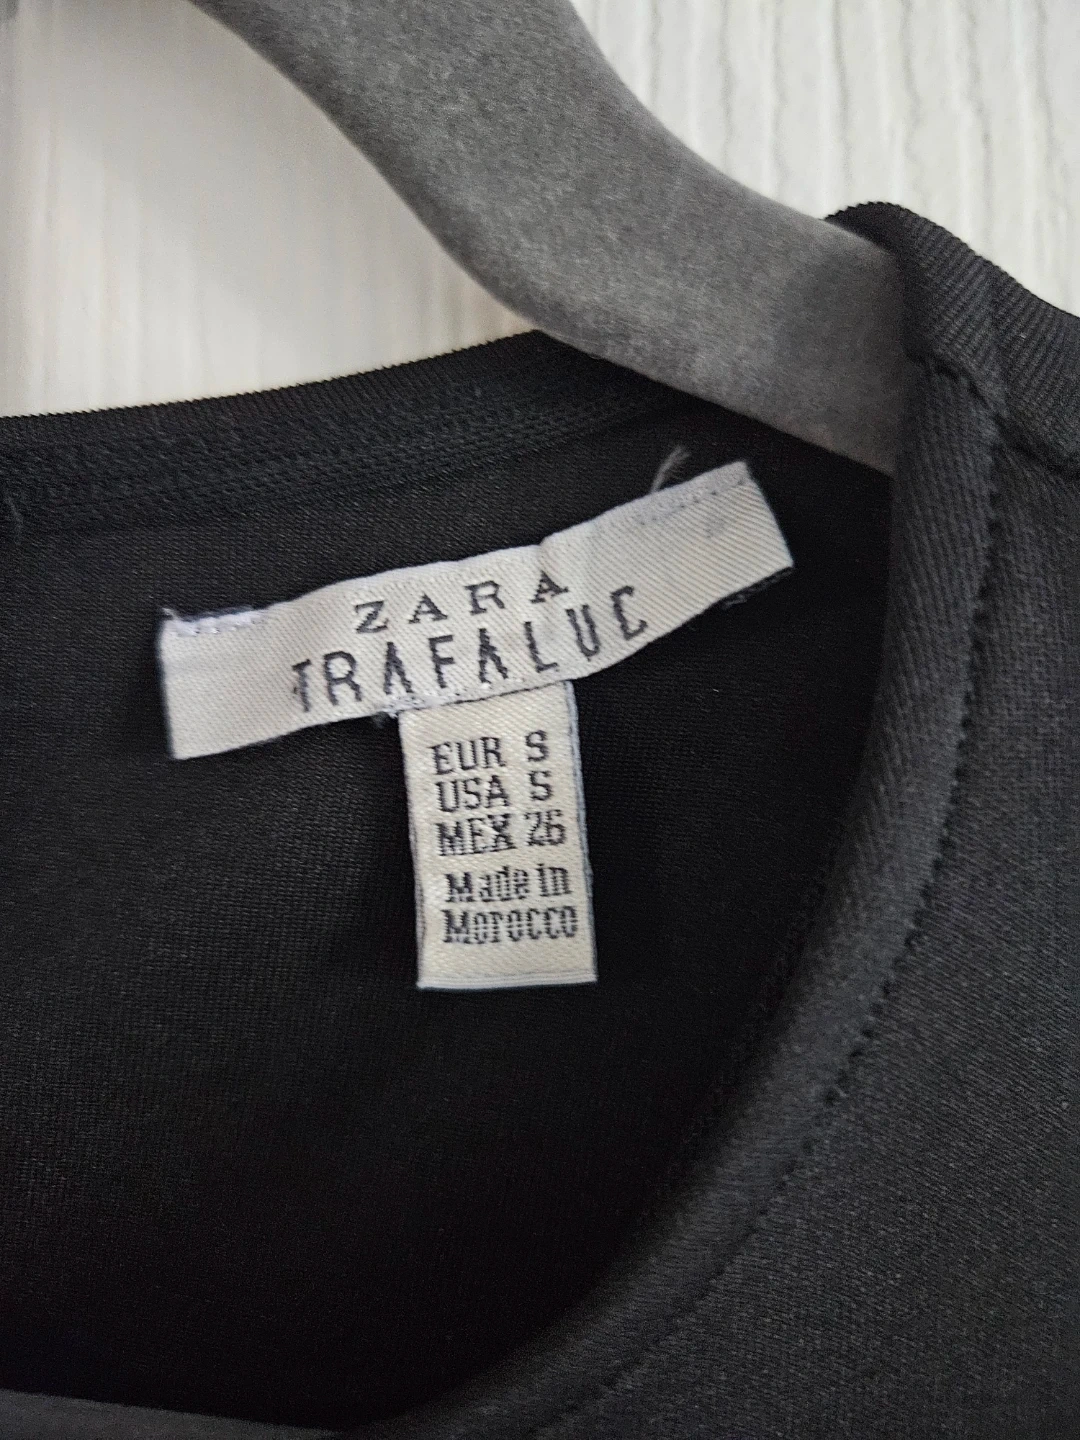 ZARA
TRAFALUC
EUR S
USA S
MEX 26
Made in
Morocco